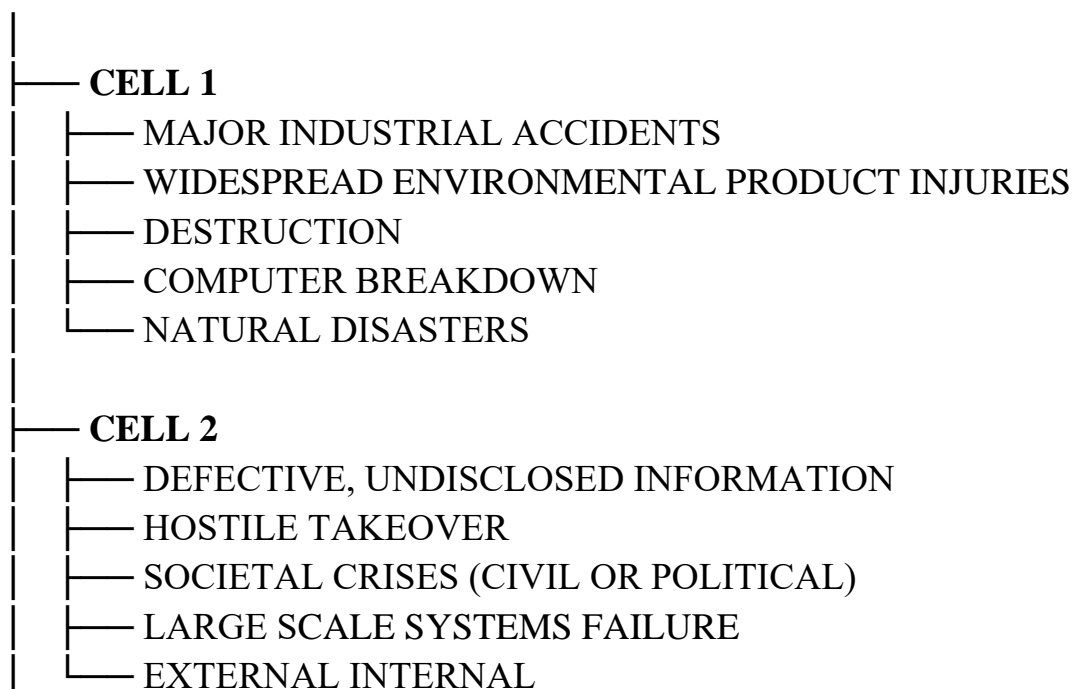 CELL 1
MAJOR INDUSTRIAL ACCIDENTS
WIDESPREAD ENVIRONMENTAL PRODUCT INJURIES
DESTRUCTION
COMPUTER BREAKDOWN
NATURAL DISASTERS
CELL 2
DEFECTIVE, UNDISCLOSED INFORMATION
HOSTILE TAKEOVER
SOCIETAL CRISES (CIVIL OR POLITICAL)
LARGE SCALE SYSTEMS FAILURE
EXTERNAL INTERNAL